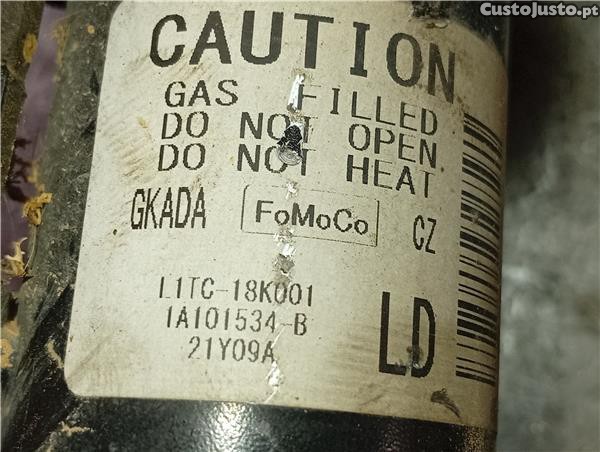 CustoJusto.pt
CAUTION
GAS FILLED
DO NOT OPEN
DO NOT HEAT
GKADA FoMoCo CZ
L1TC-18K001
1A101534-B
21Y09A
LD